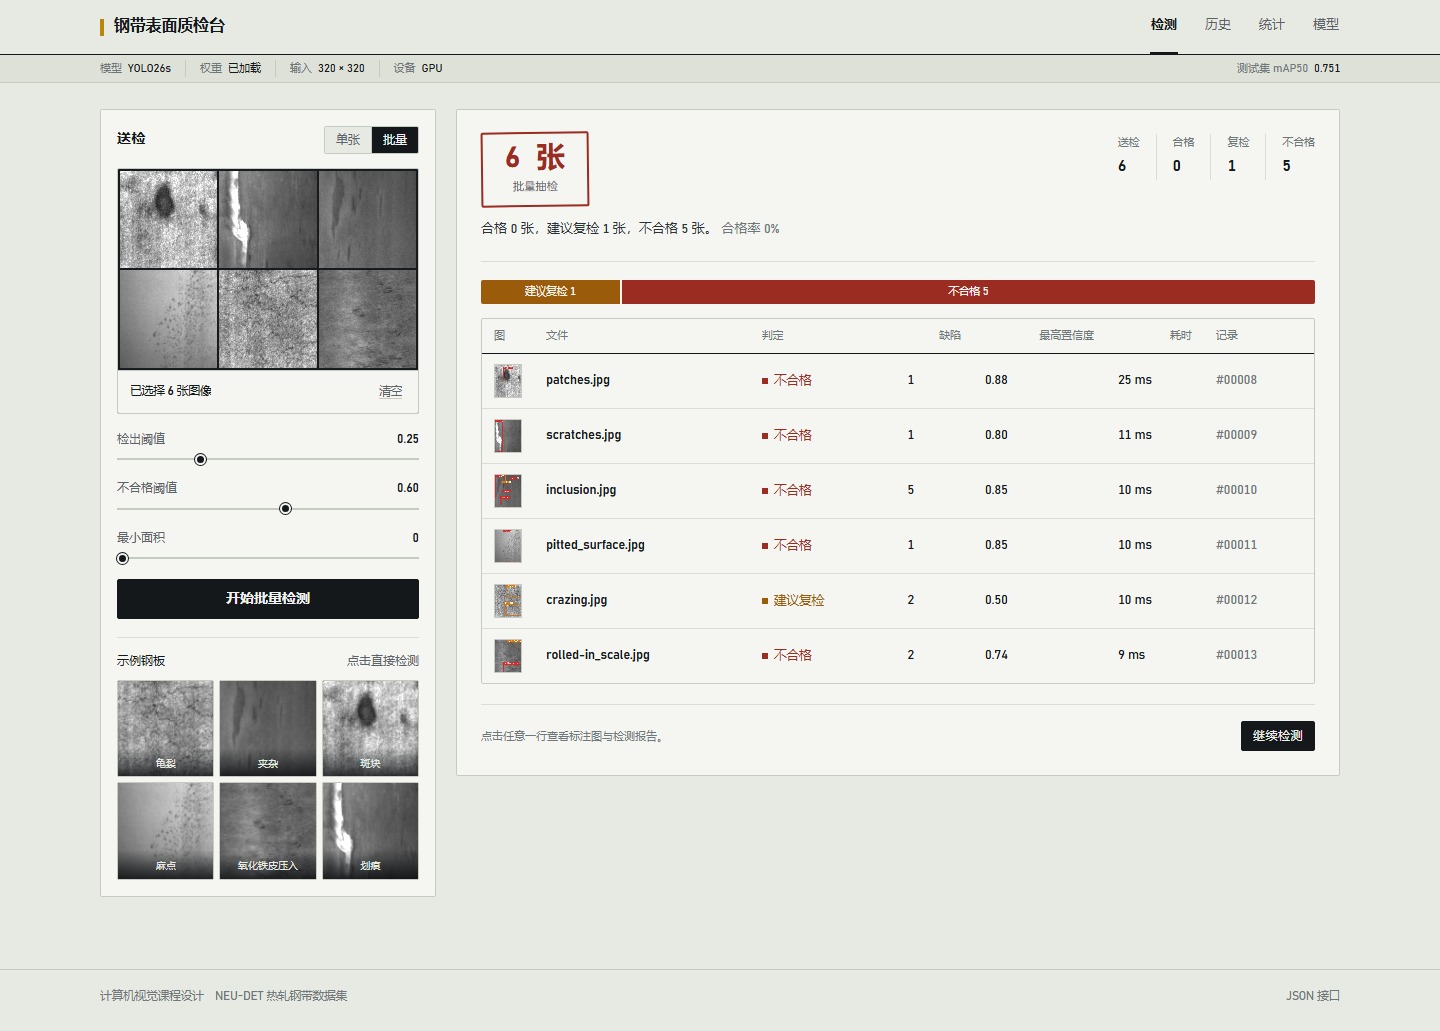 钢带表面质检台
检测 历史 统计 模型
模型 YOLO26s 权重 已加载 输入 320 × 320 设备 GPU 测试集 mAP50 0.751
送检 单张 批量
已选择 6 张图像 清空
检出阈值 0.25
不合格阈值 0.60
最小面积 0
开始批量检测
示例钢板 点击直接检测
龟裂 夹杂 斑块
麻点 氧化铁皮压入 划痕
6 张
批量抽检
送检 合格 复检 不合格
6 0 1 5
合格 0 张，建议复检 1 张，不合格 5 张。 合格率 0%
建议复检 1 不合格 5
图 文件 判定 缺陷 最高置信度 耗时 记录
patches.jpg 不合格 1 0.88 25 ms #00008
scratches.jpg 不合格 1 0.80 11 ms #00009
inclusion.jpg 不合格 5 0.85 10 ms #00010
pitted_surface.jpg 不合格 1 0.85 10 ms #00011
crazing.jpg 建议复检 2 0.50 10 ms #00012
rolled-in_scale.jpg 不合格 2 0.74 9 ms #00013
点击任意一行查看标注图与检测报告。 继续检测
计算机视觉课程设计 NEU-DET 热轧钢带数据集 JSON 接口